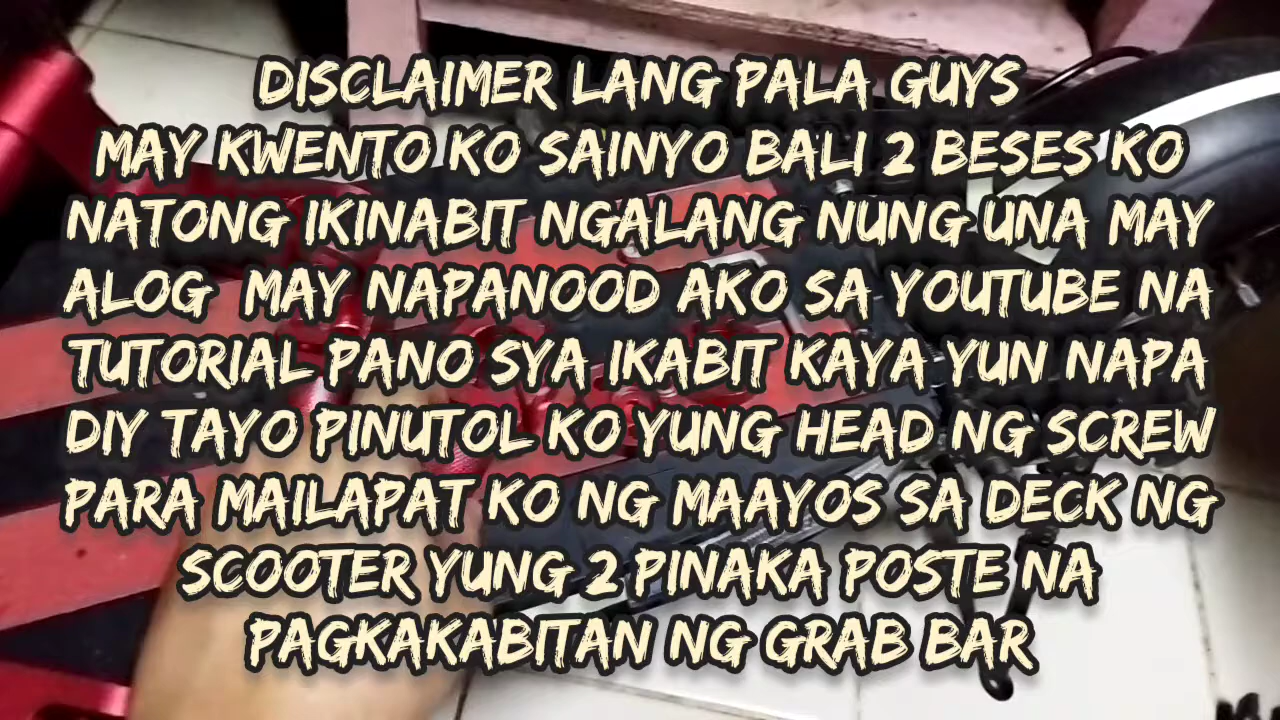 DISCLAIMER LANG PALA GUYS
MAY KWENTO KO SAINYO BALI 2 BESES KO
NATONG IKINABIT NGALANG NUNG UNA MAY
ALOG MAY NAPANOOD AKO SA YOUTUBE NA
TUTORIAL PANO SYA IKABIT KAYA YUN NAPA
DIY TAYO PINUTOL KO YUNG HEAD NG SCREW
PARA MAILAPAT KO NG MAAYOS SA DECK NG
SCOOTER YUNG 2 PINAKA POSTE NA
PAGKAKABITAN NG GRAB BAR